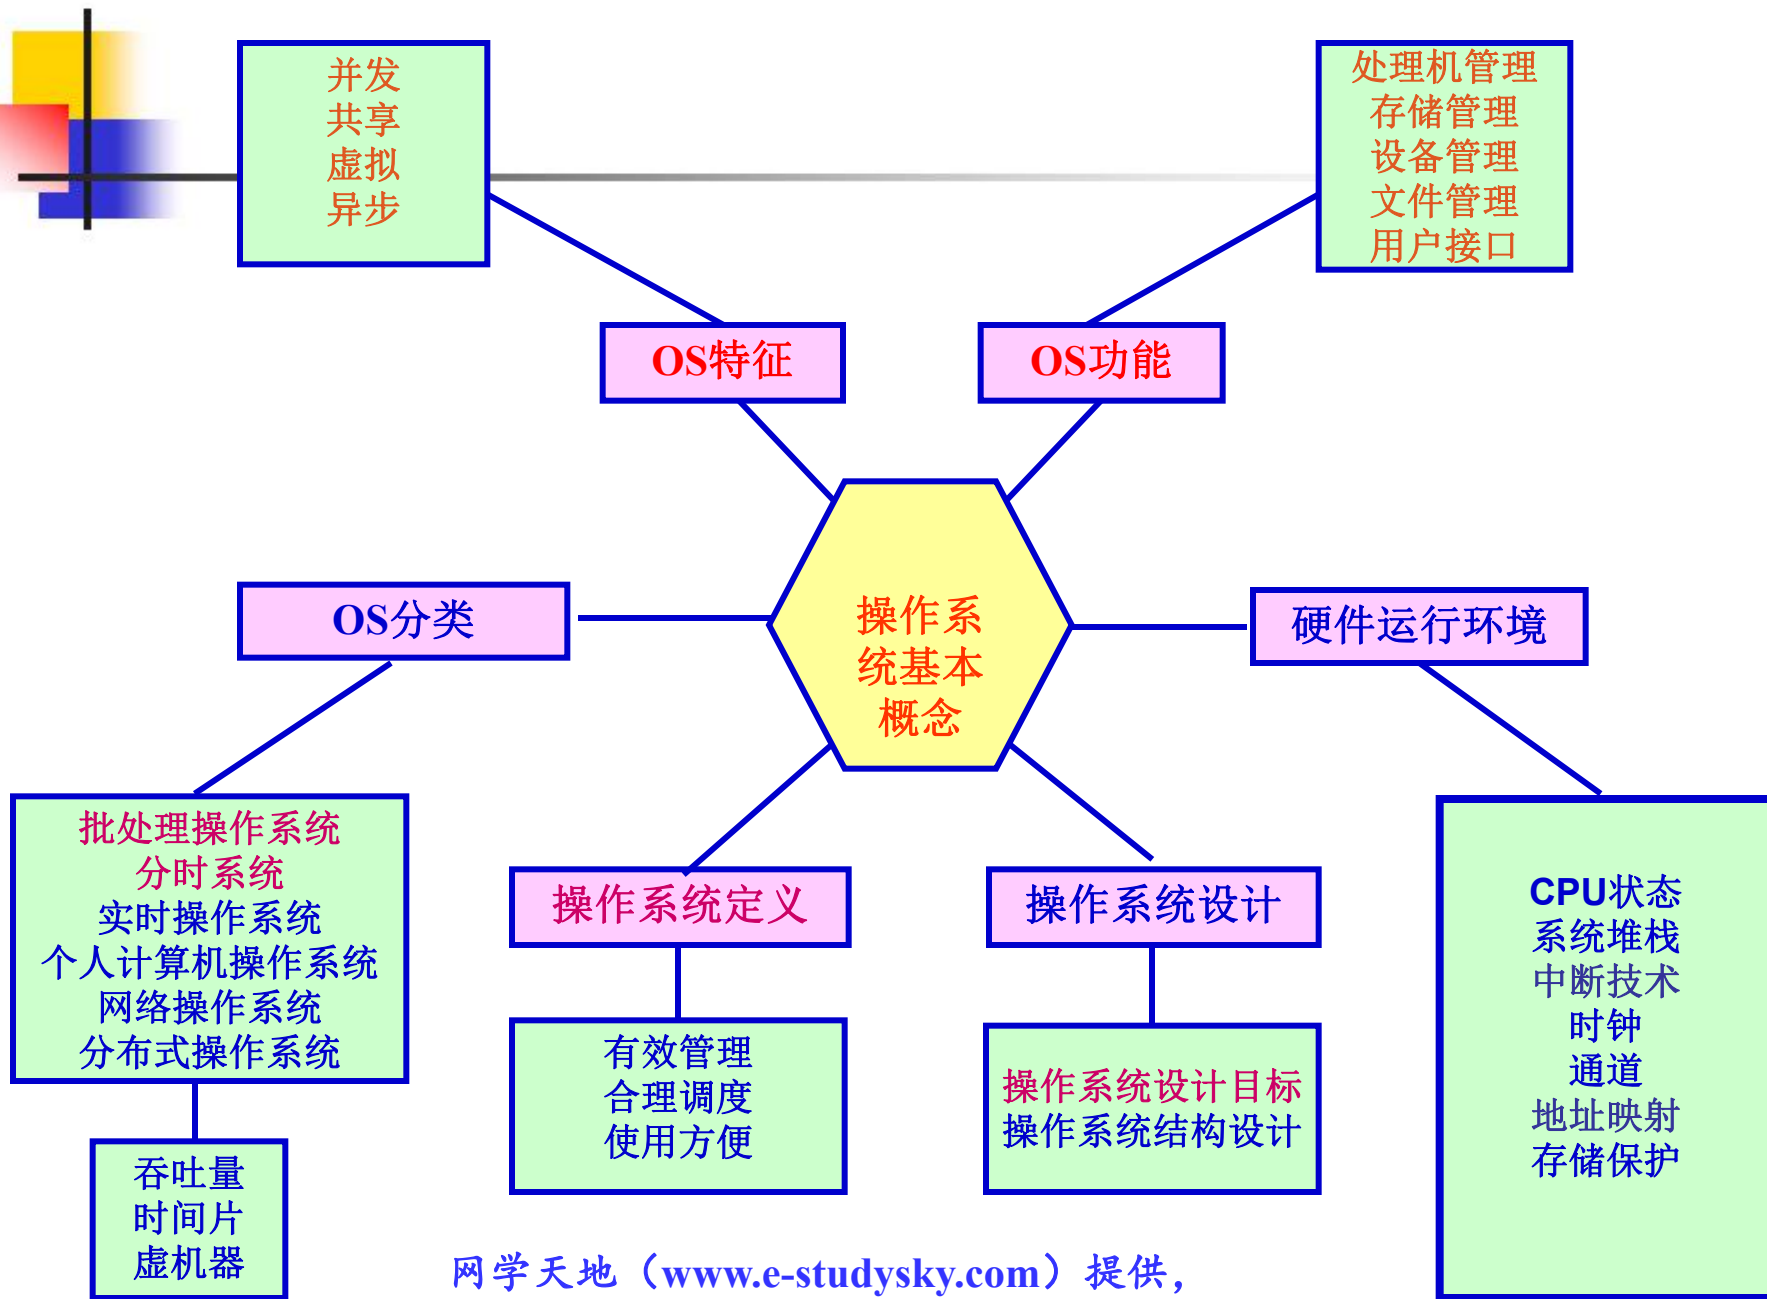 并发
共享
虚拟
异步
处理机管理
存储管理
设备管理
文件管理
用户接口
OS特征
OS功能
OS分类
操作系
统基本
概念
硬件运行环境
批处理操作系统
分时系统
实时操作系统
个人计算机操作系统
网络操作系统
分布式操作系统
吞吐量
时间片
虚机器
操作系统定义
有效管理
合理调度
使用方便
操作系统设计
操作系统设计目标
操作系统结构设计
CPU状态
系统堆栈
中断技术
时钟
通道
地址映射
存储保护
网学天地（www.e-studysky.com）提供，